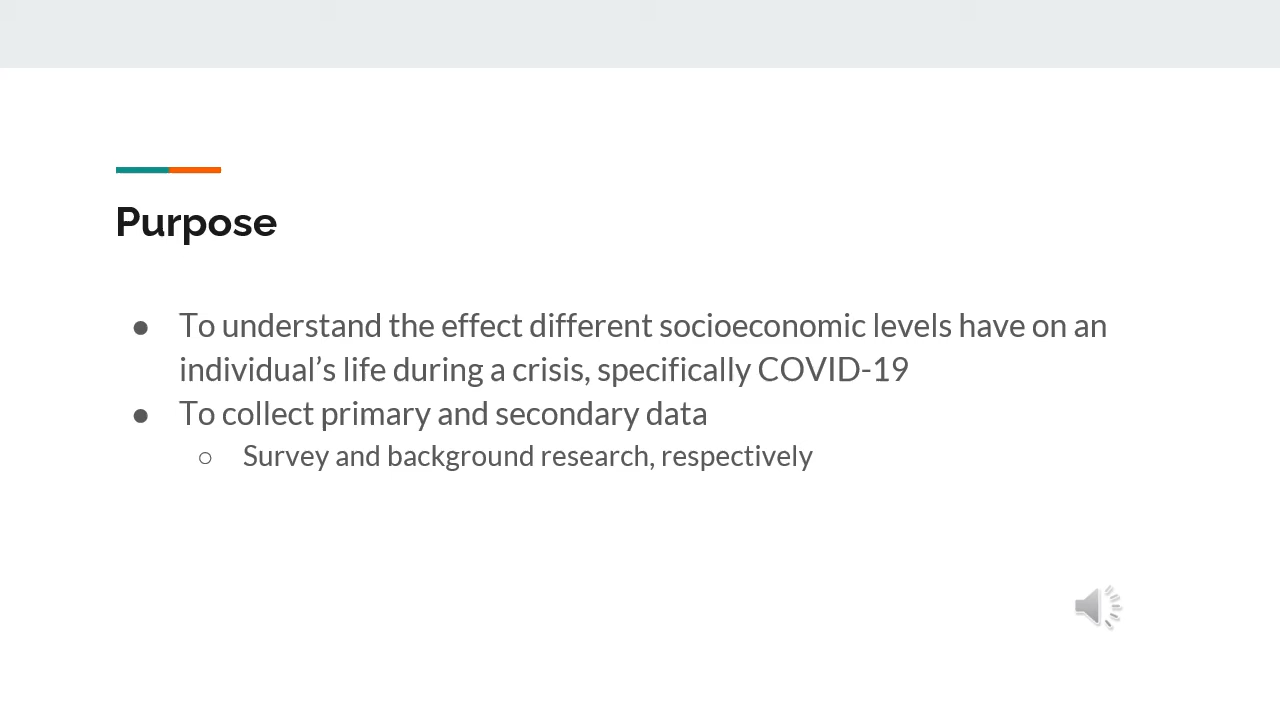 Purpose
● To understand the effect different socioeconomic levels have on an
individual’s life during a crisis, specifically COVID-19
● To collect primary and secondary data
○ Survey and background research, respectively